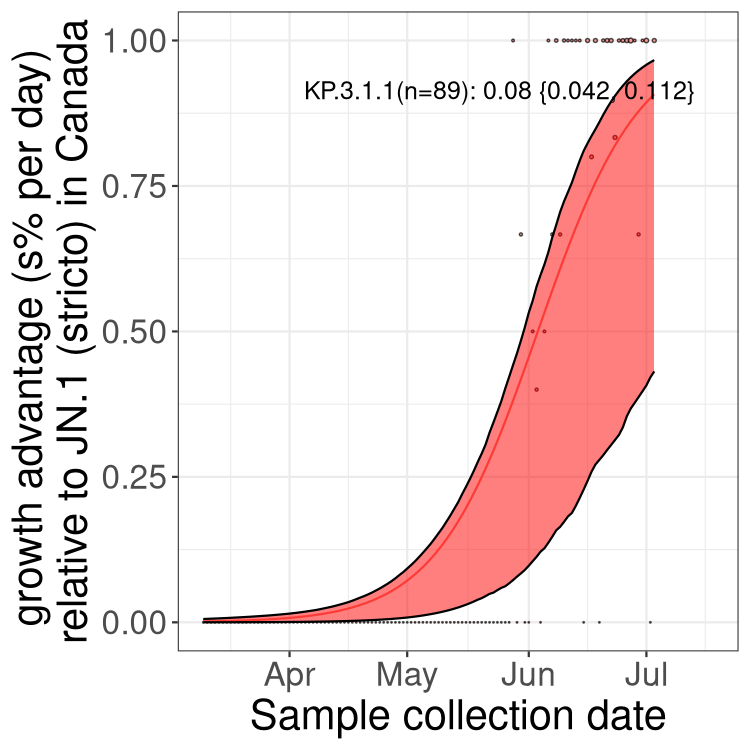 growth advantage (s% per day)
relative to JN.1 (stricto) in Canada
1.00
0.75
0.50
0.25
0.00
KP.3.1.1(n=89): 0.08 {0.042, 0.112}
Apr May Jun Jul
Sample collection date